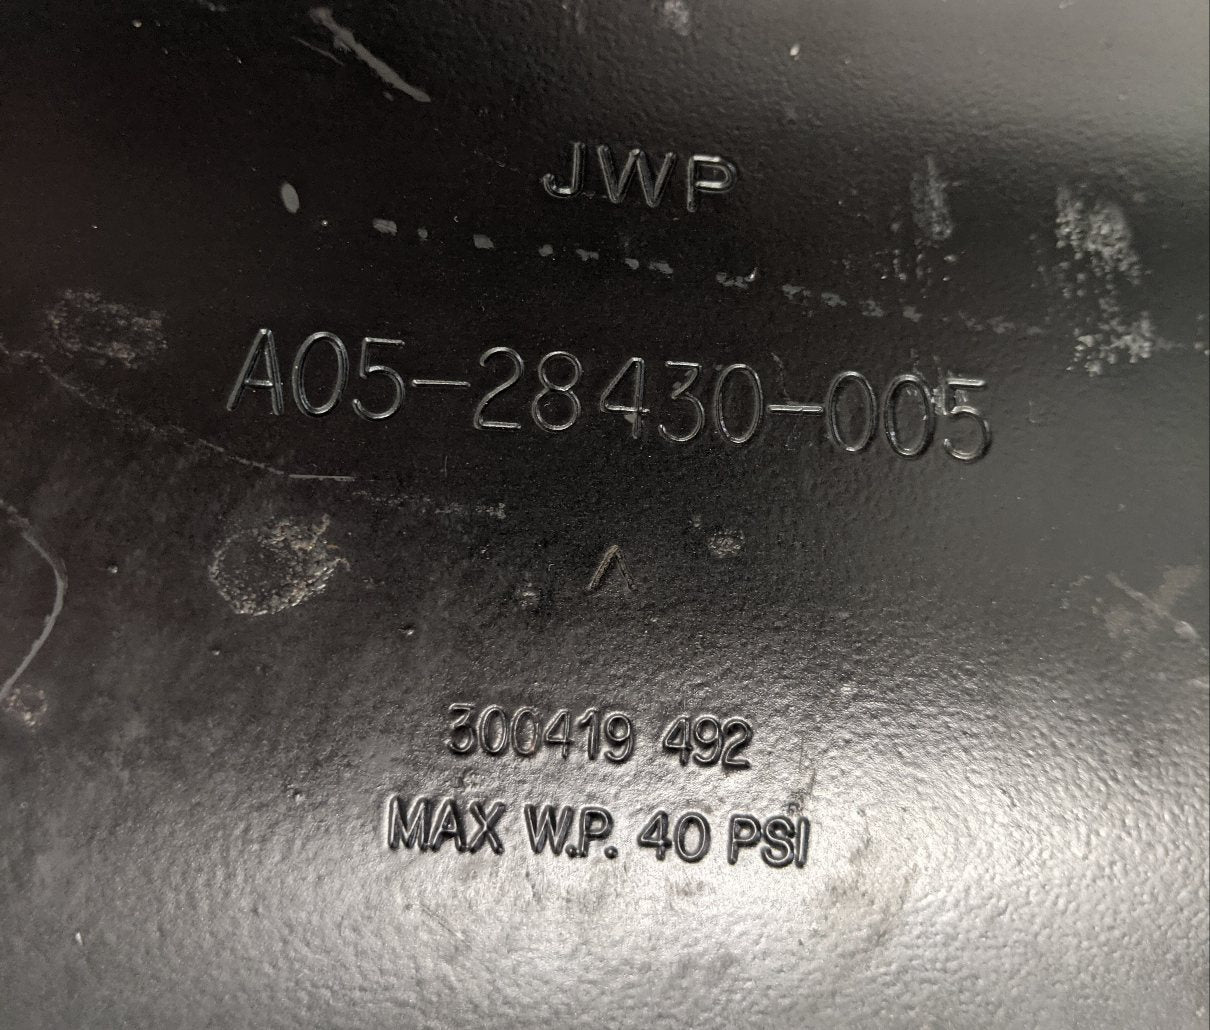 JWP
A05-28430-005
300419 492
MAX W.P. 40 PSI